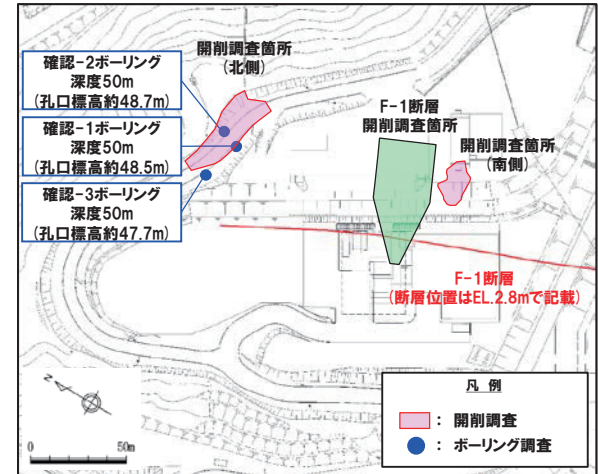 確認-2ボーリング
深度50m
(孔口標高約48.7m)
確認-1ボーリング
深度50m
(孔口標高約48.5m)
確認-3ボーリング
深度50m
(孔口標高約47.7m)
開削調査箇所
(北側)
F-1断層
開削調査箇所
開削調査箇所
(南側)
F-1断層
(断層位置はEL.2.8mで記載)
N
0 50m
凡 例
: 開削調査
: ボーリング調査